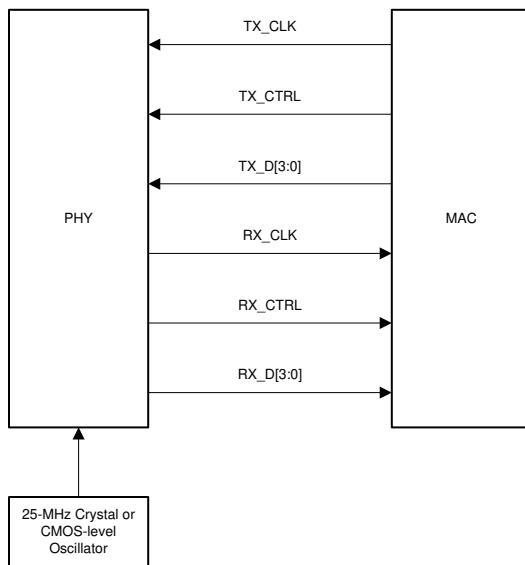 TX_CLK
TX_CTRL
TX_D[3:0]
PHY
MAC
RX_CLK
RX_CTRL
RX_D[3:0]
25-MHz Crystal or
CMOS-level
Oscillator